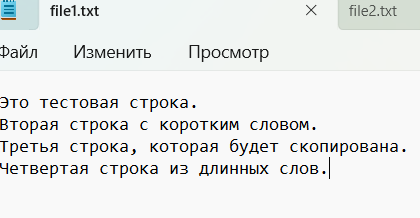 file1.txt
file2.txt
Файл Изменить Просмотр
Это тестовая строка.
Вторая строка с коротким словом.
Третья строка, которая будет скопирована.
Четвертая строка из длинных слов.